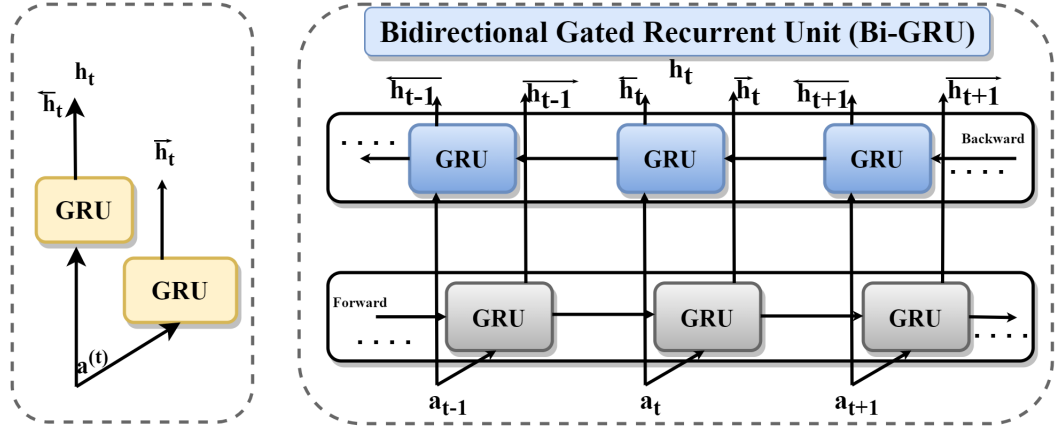 h_t
←h_t
→h_t
GRU
GRU
a^(t)
Bidirectional Gated Recurrent Unit (Bi-GRU)
h_t
←h_t-1 →h_t-1 ←h_t →h_t ←h_t+1 →h_t+1
. . . . GRU GRU GRU Backward
. . . .
Forward
GRU GRU GRU
. . . . . . . .
a_t-1 a_t a_t+1